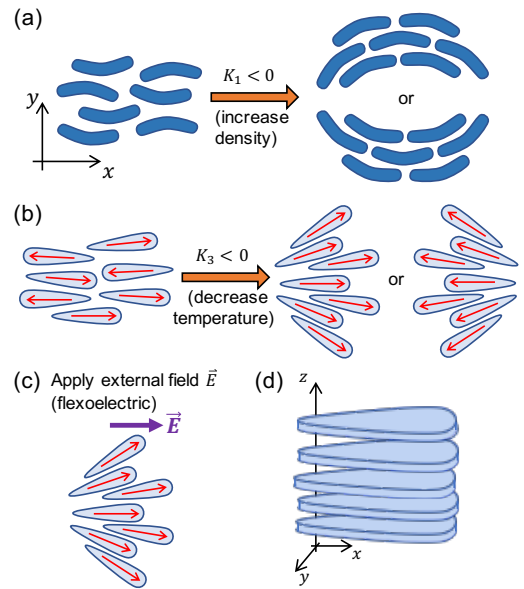 (a)
K₁ < 0
(increase
density)
or
y
x
(b)
K₃ < 0
(decrease
temperature)
or
(c) Apply external field E⃗
(flexoelectric)
E⃗
(d)
z
y
x